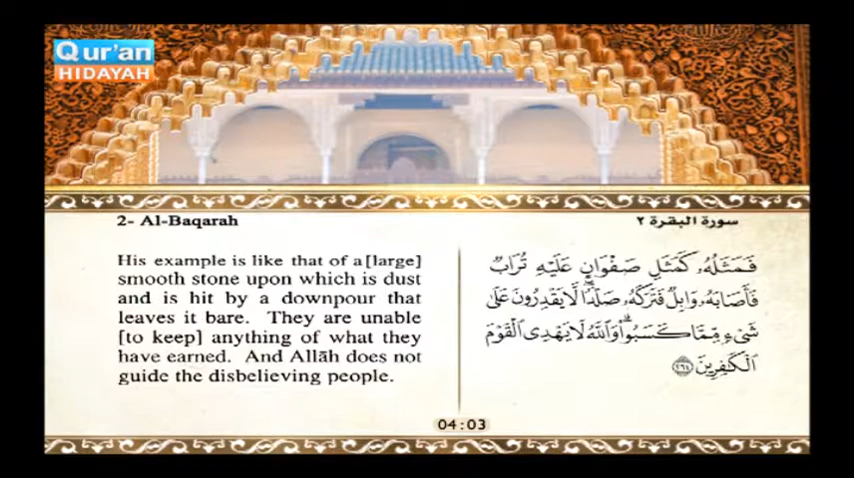 Qur'an
HIDAYAH
2- Al-Baqarah
سورة البقرة ٢
His example is like that of a [large]
smooth stone upon which is dust
and is hit by a downpour that
leaves it bare. They are unable
[to keep] anything of what they
have earned. And Allāh does not
guide the disbelieving people.
فَمَثَلُهُۥ كَمَثَلِ صَفْوَانٍ عَلَيْهِ تُرَابٌ
فَأَصَابَهُۥ وَابِلٌ فَتَرَكَهُۥ صَلْدًا ۖ لَّا يَقْدِرُونَ عَلَىٰ
شَىْءٍ مِّمَّا كَسَبُوا۟ ۗ وَٱللَّهُ لَا يَهْدِى ٱلْقَوْمَ
ٱلْكَـٰفِرِينَ ٢٦٤
04:03